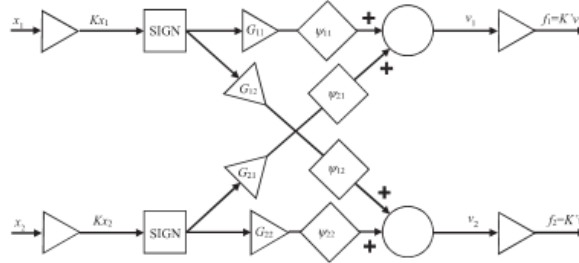 x₁ Kx₁ SIGN G₁₁ ψ₁₁ + v₁ f₁=K'v
+
G₁₂ ψ₂₁
G₂₁ ψ₁₂
+
x₂ Kx₂ SIGN G₂₂ ψ₂₂ + v₂ f₂=K'v